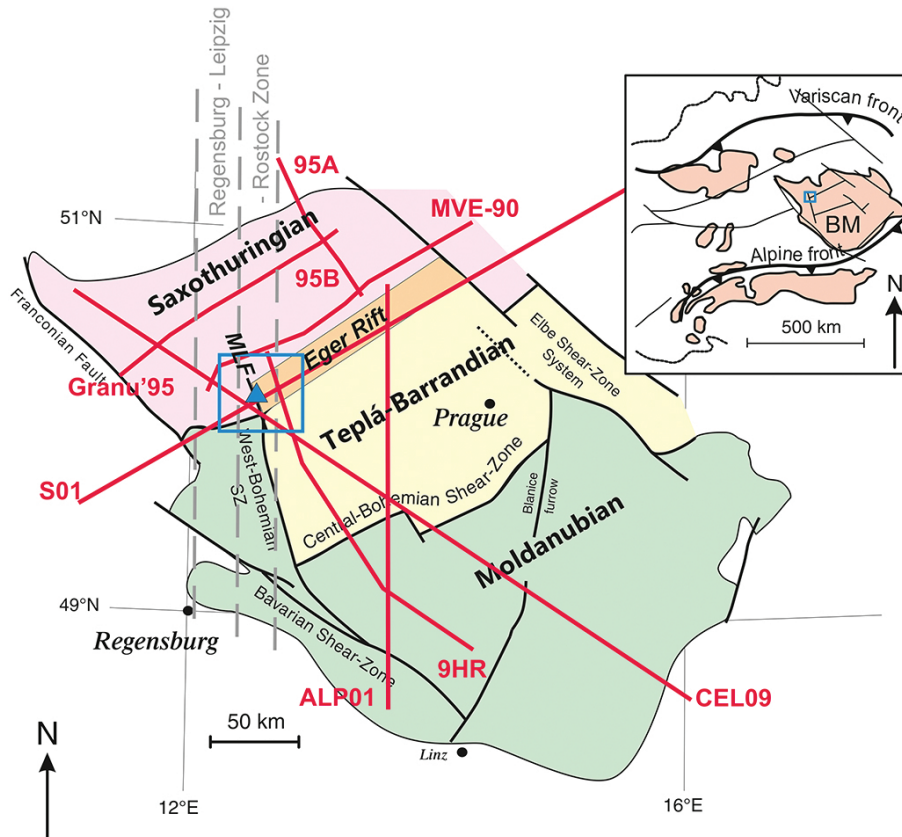 Regensburg - Leipzig
- Rostock Zone
95A
MVE-90
51°N
Saxothuringian
95B
Franconian Fault
MLF
Eger Rift
Elbe Shear-Zone
System
Granu'95
Teplá-Barrandian
Prague
S01
Nest-Bohemian
SZ
Central-Bohemian Shear-Zone
Blanice
furrow
Moldanubian
49°N
Regensburg
Bavarian Shear-Zone
9HR
ALP01
CEL09
50 km
N
Linz
12°E
16°E
Variscan front
BM
Alpine front
N
500 km